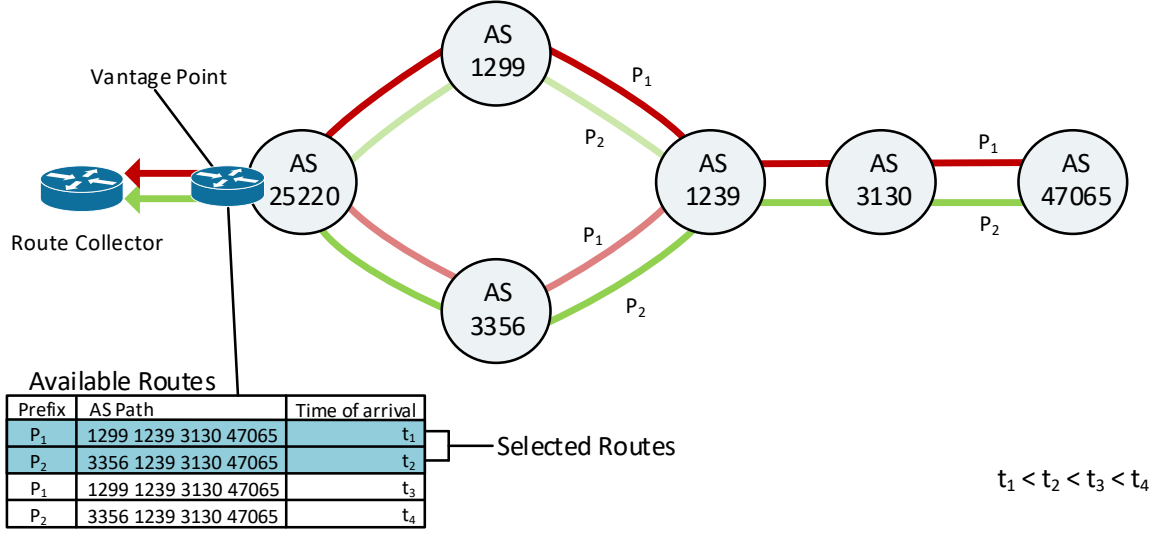 AS
1299
Vantage Point
P₁
P₂
AS
25220
AS
1239
AS
3130
P₁
AS
47065
P₂
Route Collector
P₁
AS
3356
P₂
Available Routes
Prefix AS Path Time of arrival
P₁ 1299 1239 3130 47065 t₁
P₂ 3356 1239 3130 47065 t₂
P₁ 1299 1239 3130 47065 t₃
P₂ 3356 1239 3130 47065 t₄
Selected Routes
t₁ < t₂ < t₃ < t₄